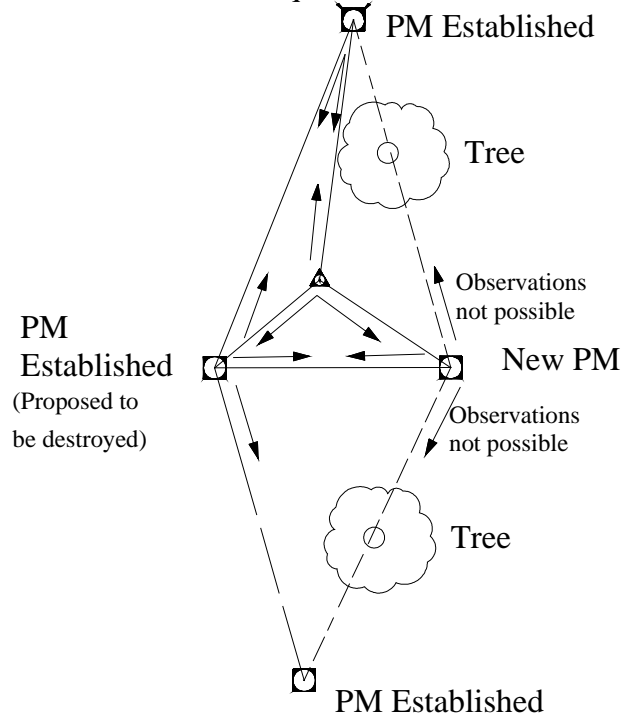 PM Established
Tree
Observations
not possible
PM
Established
(Proposed to
be destroyed)
New PM
Observations
not possible
Tree
PM Established